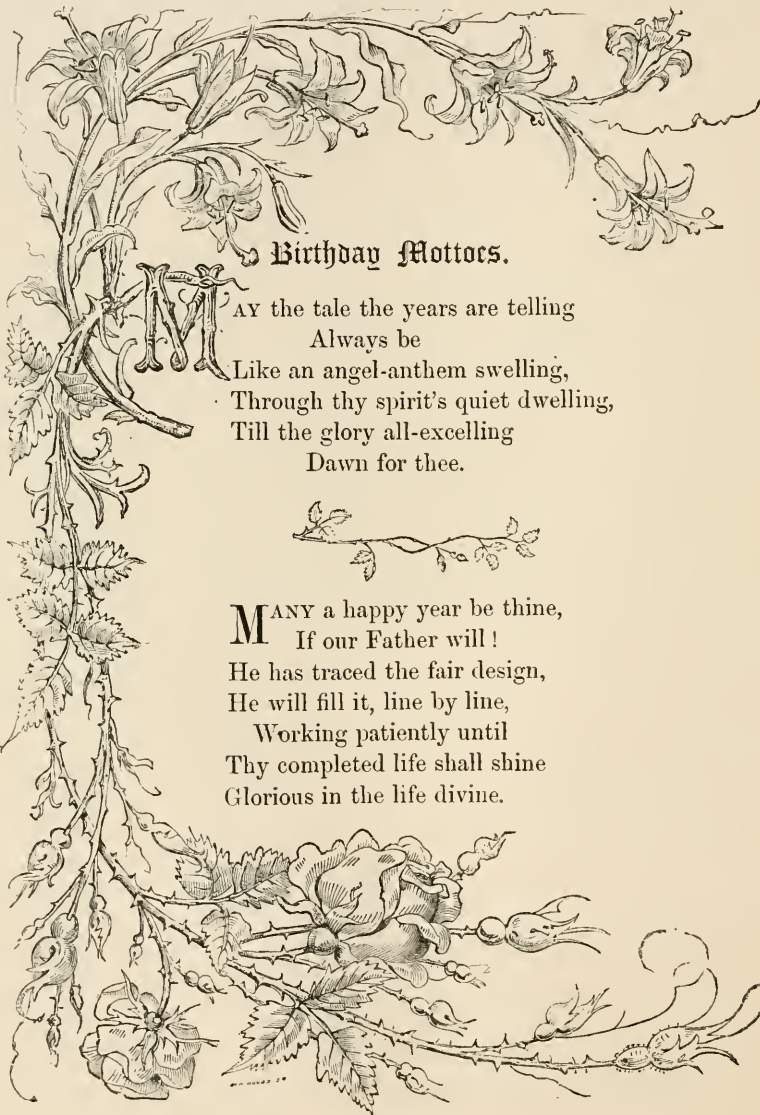 Birthday Mottoes.
MAY the tale the years are telling
Always be
Like an angel-anthem swelling,
Through thy spirit's quiet dwelling,
Till the glory all-excelling
Dawn for thee.
MANY a happy year be thine,
If our Father will!
He has traced the fair design,
He will fill it, line by line,
Working patiently until
Thy completed life shall shine
Glorious in the life divine.